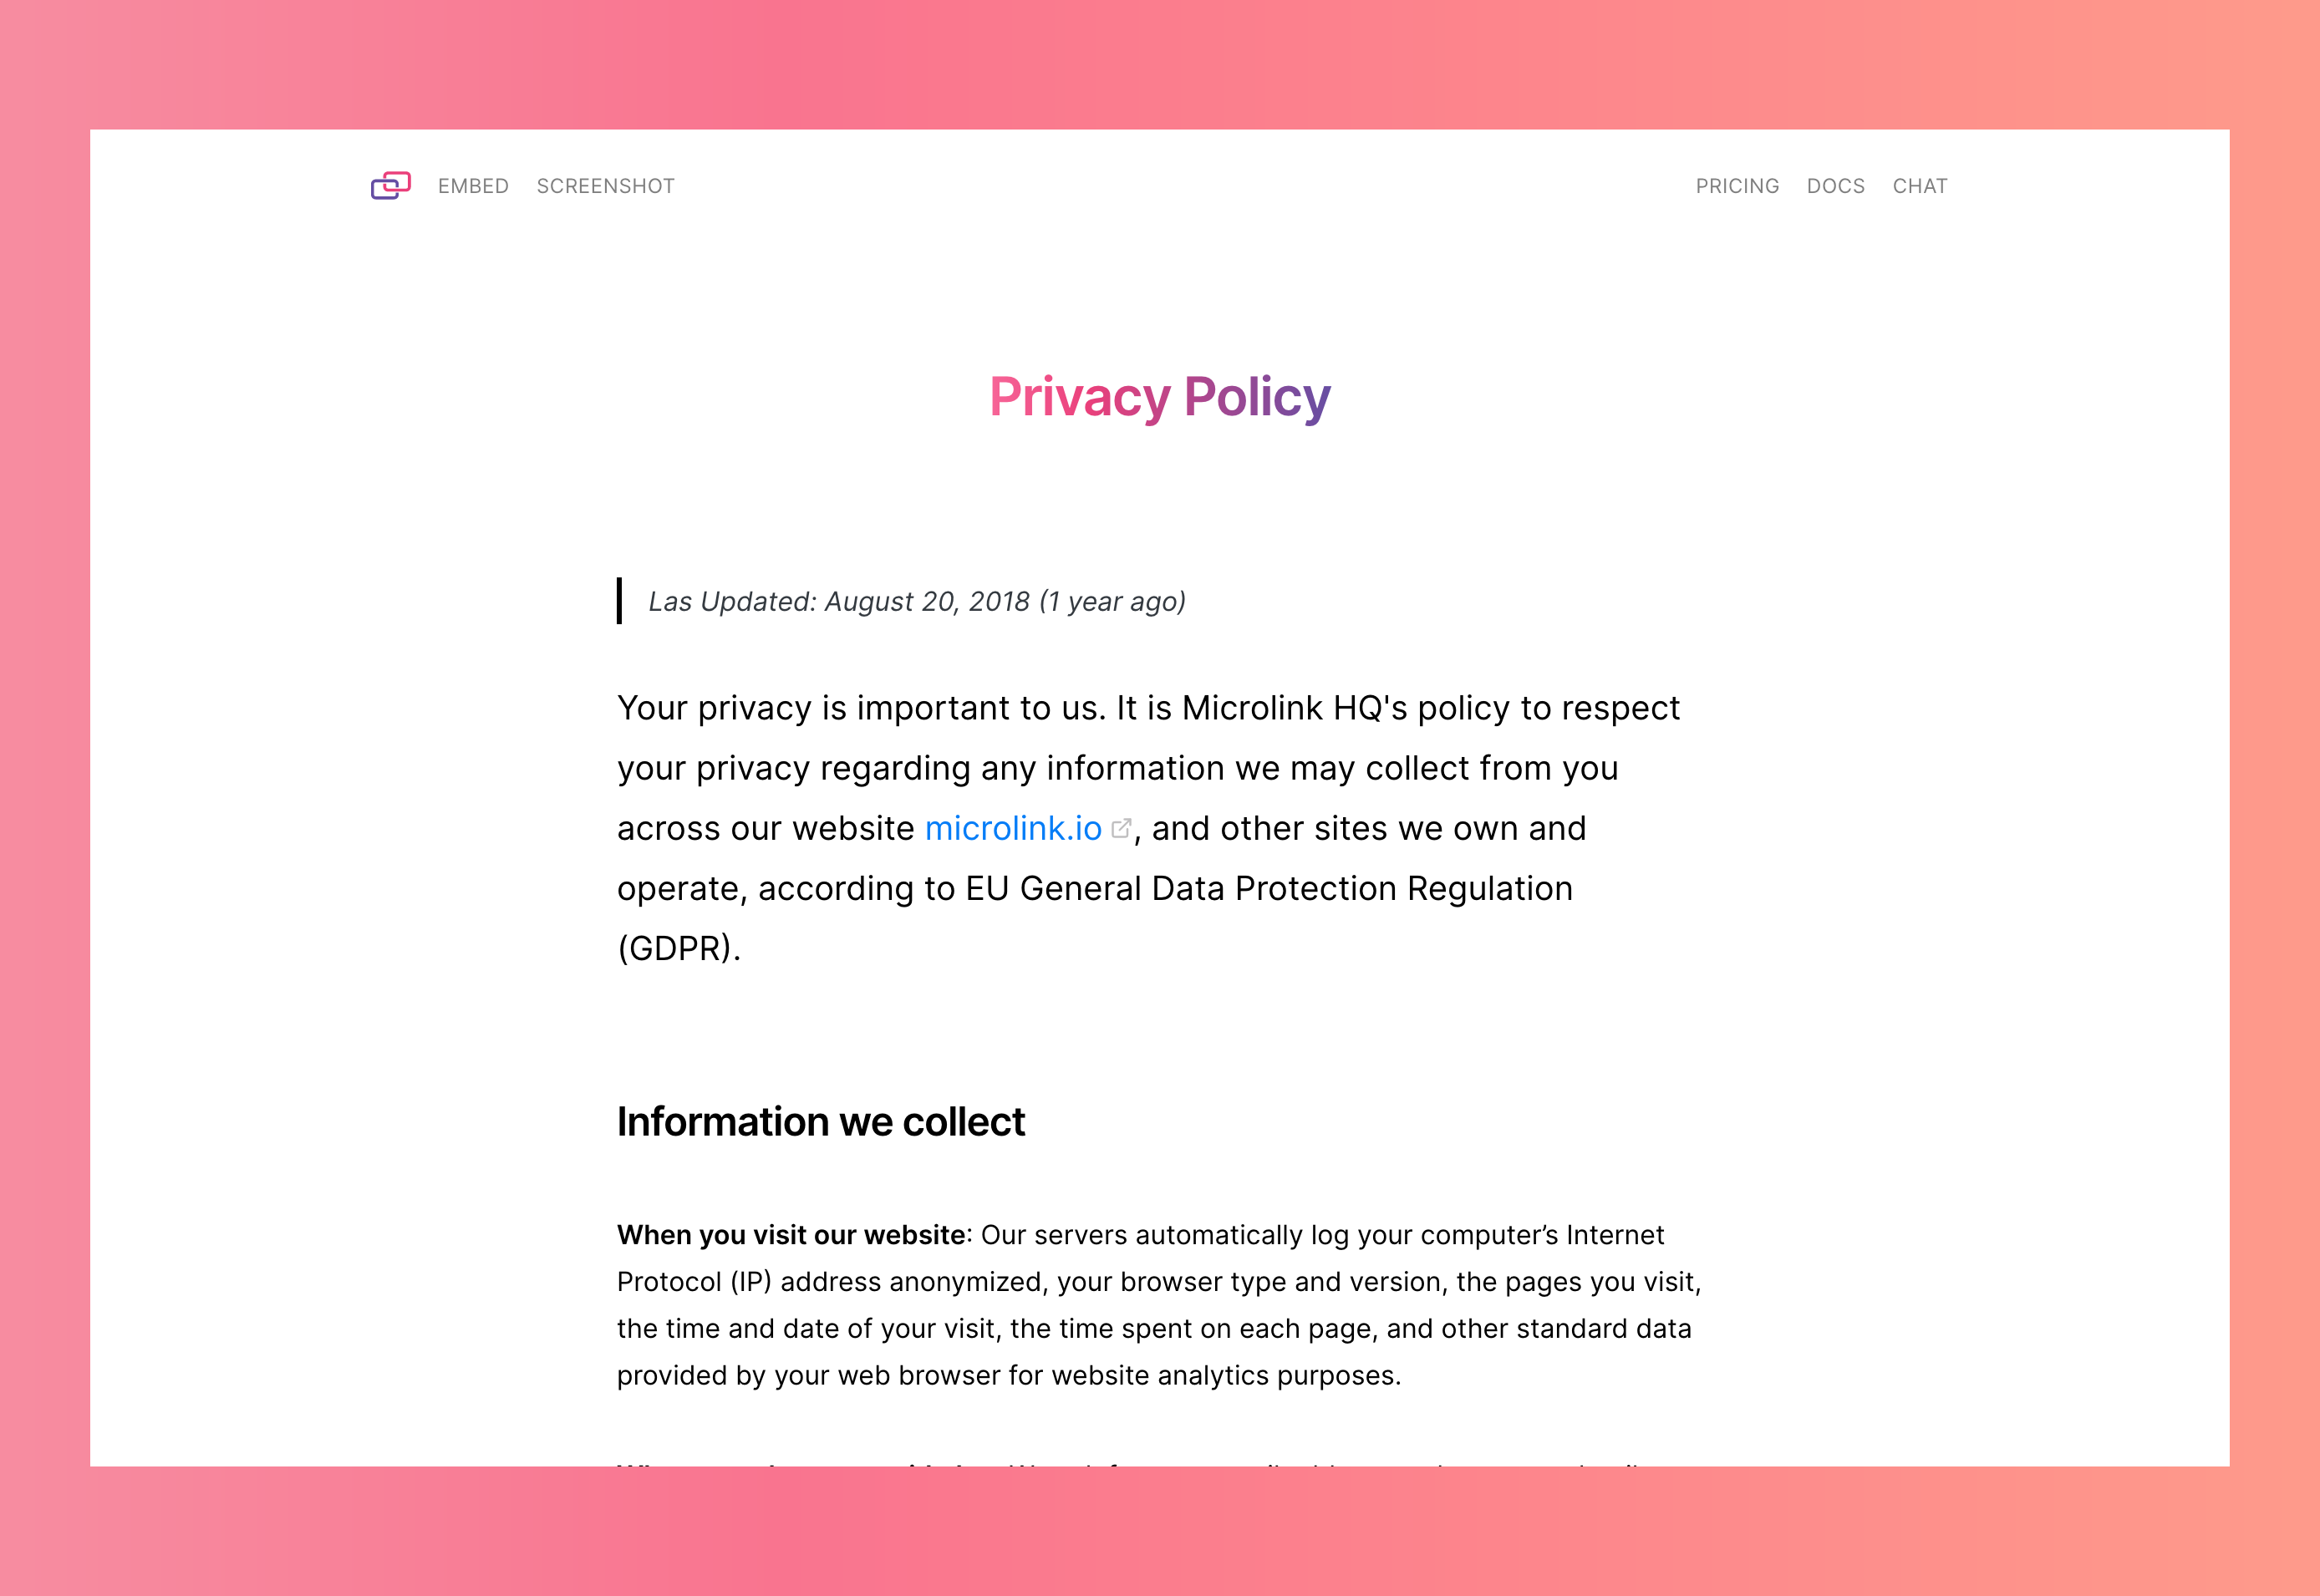 EMBED SCREENSHOT PRICING DOCS CHAT
Privacy Policy
Las Updated: August 20, 2018 (1 year ago)
Your privacy is important to us. It is Microlink HQ's policy to respect
your privacy regarding any information we may collect from you
across our website microlink.io, and other sites we own and
operate, according to EU General Data Protection Regulation
(GDPR).
Information we collect
When you visit our website: Our servers automatically log your computer’s Internet
Protocol (IP) address anonymized, your browser type and version, the pages you visit,
the time and date of your visit, the time spent on each page, and other standard data
provided by your web browser for website analytics purposes.